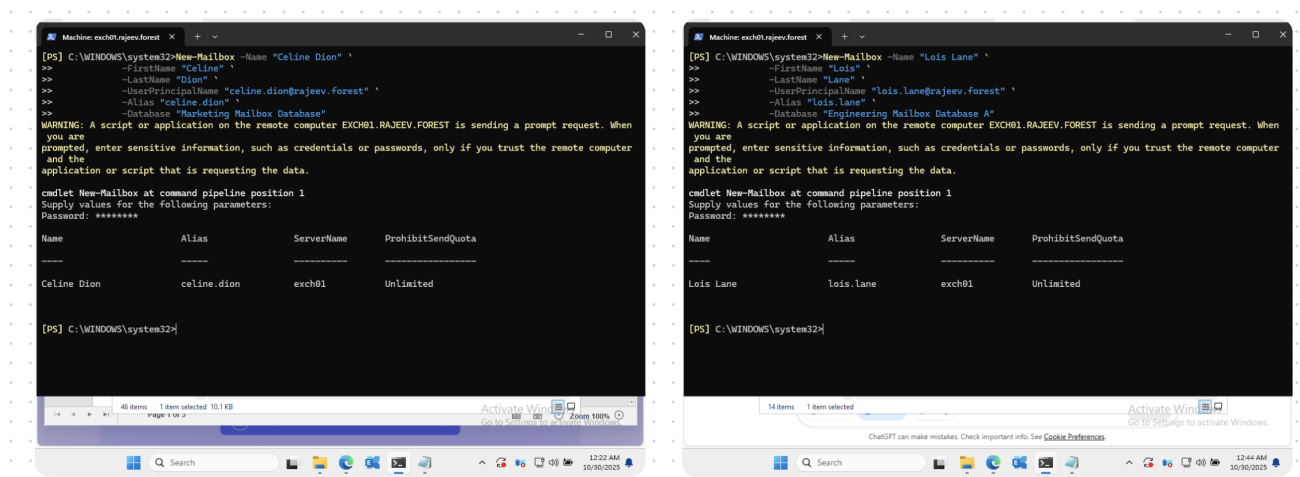 Machine: exch01.rajeev.forest
[PS] C:\WINDOWS\system32>New-Mailbox -Name "Celine Dion" `
>> -FirstName "Celine" `
>> -LastName "Dion" `
>> -UserPrincipalName "celine.dion@rajeev.forest" `
>> -Alias "celine.dion" `
>> -Database "Marketing Mailbox Database"
WARNING: A script or application on the remote computer EXCH01.RAJEEV.FOREST is sending a prompt request. When
you are
prompted, enter sensitive information, such as credentials or passwords, only if you trust the remote computer
and the
application or script that is requesting the data.
cmdlet New-Mailbox at command pipeline position 1
Supply values for the following parameters:
Password: ********
Name Alias ServerName ProhibitSendQuota
---- ----- ---------- -----------------
Celine Dion celine.dion exch01 Unlimited
[PS] C:\WINDOWS\system32>
46 items 1 item selected 10.1 KB
Page 1 of 3
Zoom 100%
Activate Windows
Go to Settings to activate Windows.
Search
12:22 AM
10/30/2025
Machine: exch01.rajeev.forest
[PS] C:\WINDOWS\system32>New-Mailbox -Name "Lois Lane" `
>> -FirstName "Lois" `
>> -LastName "Lane" `
>> -UserPrincipalName "lois.lane@rajeev.forest" `
>> -Alias "lois.lane" `
>> -Database "Engineering Mailbox Database A"
WARNING: A script or application on the remote computer EXCH01.RAJEEV.FOREST is sending a prompt request. When
you are
prompted, enter sensitive information, such as credentials or passwords, only if you trust the remote computer
and the
application or script that is requesting the data.
cmdlet New-Mailbox at command pipeline position 1
Supply values for the following parameters:
Password: ********
Name Alias ServerName ProhibitSendQuota
---- ----- ---------- -----------------
Lois Lane lois.lane exch01 Unlimited
[PS] C:\WINDOWS\system32>
14 items 1 item selected
Activate Windows
Go to Settings to activate Windows.
ChatGPT can make mistakes. Check important info. See Cookie Preferences.
Search
12:44 AM
10/30/2025